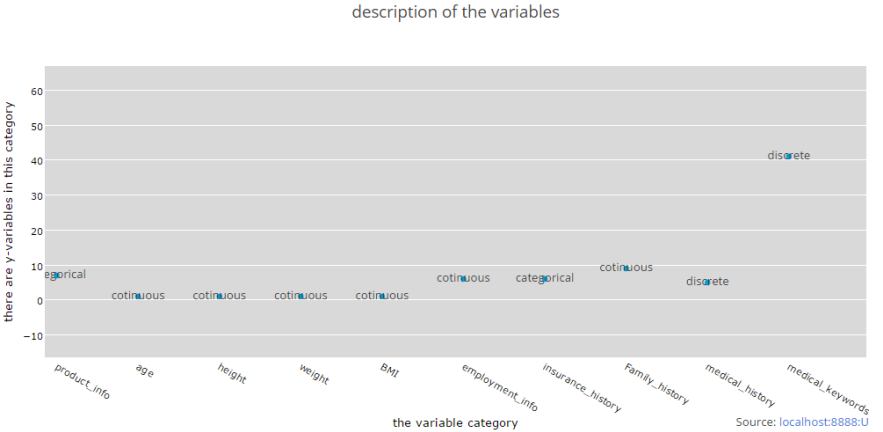 description of the variables
there are y-variables in this category
60
50
40
30
20
10
0
−10
egorical
cotinuous
cotinuous
cotinuous
cotinuous
cotinuous
categorical
cotinuous
discrete
discrete
product_info
age
height
weight
BMI
employment_info
insurance_history
Family_history
medical_history
medical_keywords
the variable category
Source: localhost:8888:U